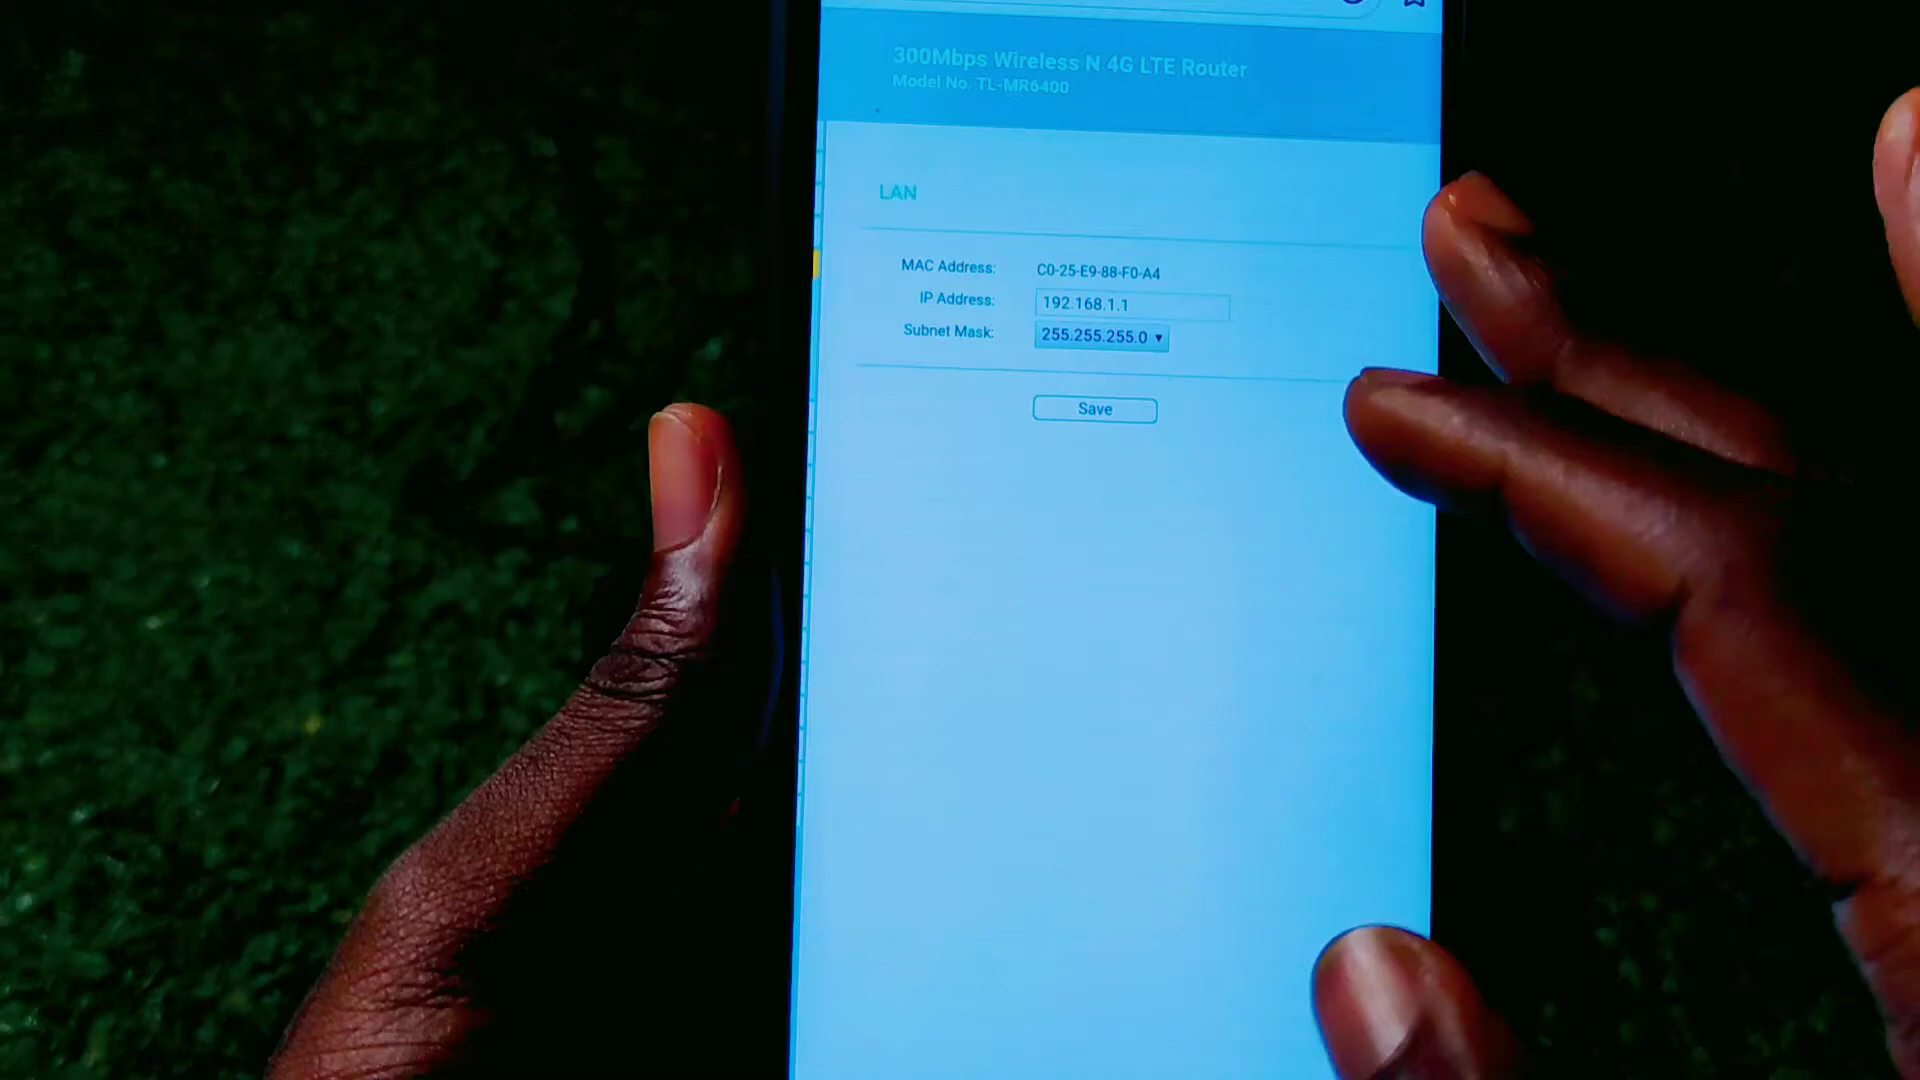 300Mbps Wireless N 4G LTE Router
Model No. TL-MR6400
LAN
MAC Address: C0-25-E9-88-F0-A4
IP Address: 192.168.1.1
Subnet Mask: 255.255.255.0
Save